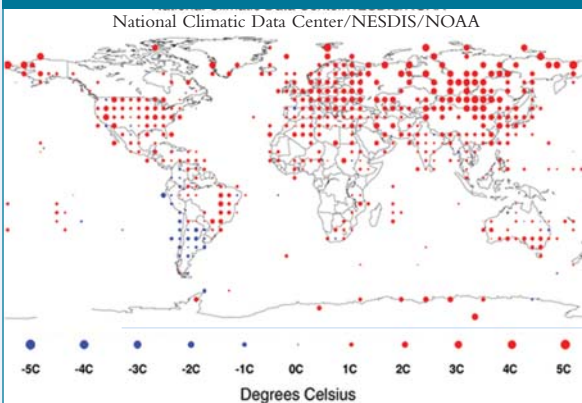 National Climatic Data Center/NESDIS/NOAA
-5C -4C -3C -2C -1C 0C 1C 2C 3C 4C 5C
Degrees Celsius